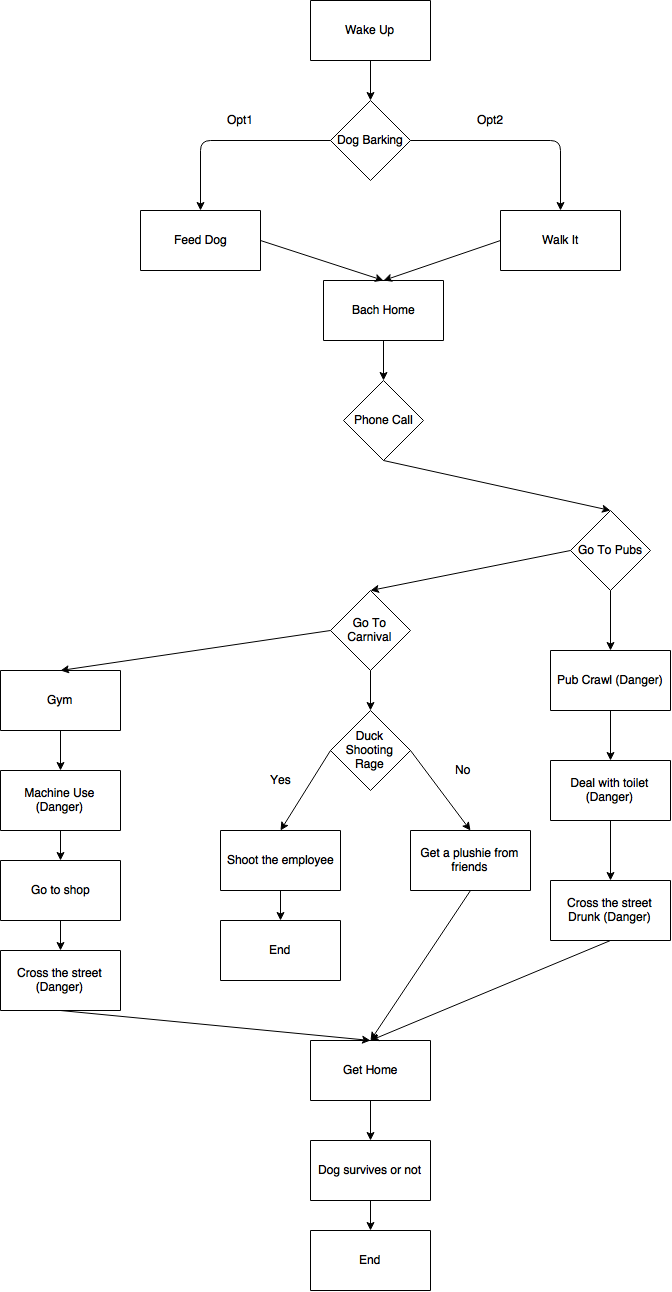 Wake Up
Opt1
Opt2
Dog Barking
Feed Dog
Walk It
Bach Home
Phone Call
Go To Pubs
Go To
Carnival
Gym
Pub Crawl (Danger)
Duck
Shooting
Rage
Yes
No
Machine Use
(Danger)
Deal with toilet
(Danger)
Shoot the employee
Get a plushie from
friends
Go to shop
Cross the street
Drunk (Danger)
End
Cross the street
(Danger)
Get Home
Dog survives or not
End